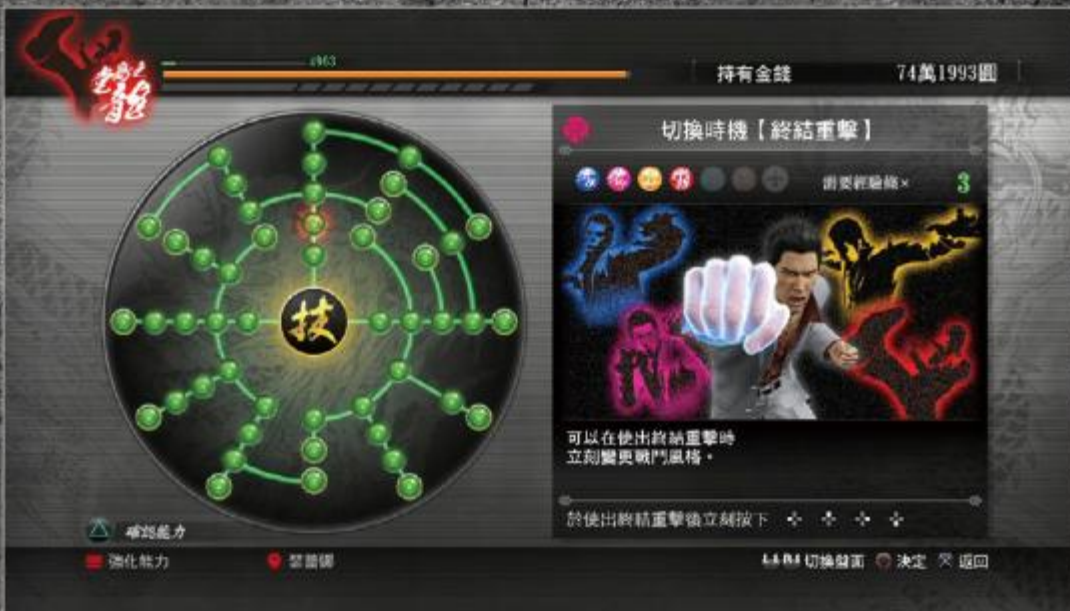 龍
持有金錢 74萬1993圓
切換時機【終結重擊】
需要經驗條× 3
技
可以在使出終結重擊時
立刻變更戰鬥風格。
於使出終結重擊後立刻按下
確認能力
強化能力
切換盤面 決定 返回